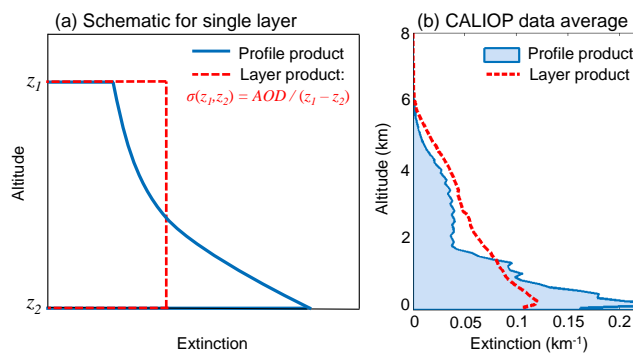 (a) Schematic for single layer
Profile product
Layer product:
σ(z1,z2) = AOD / (z1 – z2)
z1
z2
Altitude
Extinction
(b) CALIOP data average
Profile product
Layer product
8
6
4
2
0
Altitude (km)
0 0.05 0.1 0.15 0.2
Extinction (km-1)